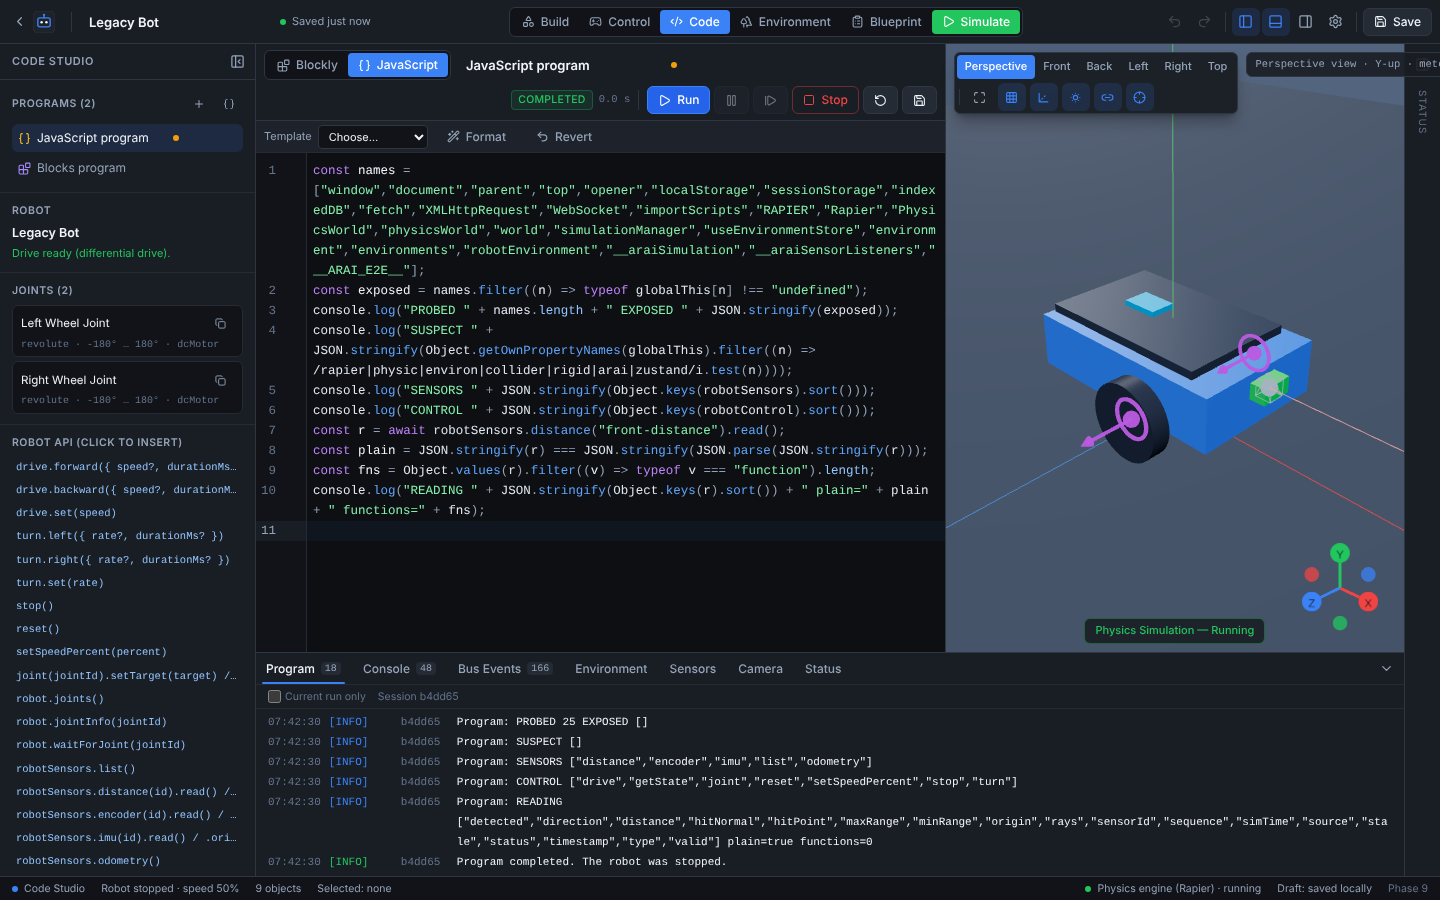 Legacy Bot
Saved just now
Build
Control
Code
Environment
Blueprint
Simulate
Save
CODE STUDIO
PROGRAMS (2)
JavaScript program
Blocks program
ROBOT
Legacy Bot
Drive ready (differential drive).
JOINTS (2)
Left Wheel Joint
revolute · -180° … 180° · dcMotor
Right Wheel Joint
revolute · -180° … 180° · dcMotor
ROBOT API (CLICK TO INSERT)
drive.forward({ speed?, durationMs…
drive.backward({ speed?, durationM…
drive.set(speed)
turn.left({ rate?, durationMs? })
turn.right({ rate?, durationMs? })
turn.set(rate)
stop()
reset()
setSpeedPercent(percent)
joint(jointId).setTarget(target) /…
robot.joints()
robot.jointInfo(jointId)
robot.waitForJoint(jointId)
robotSensors.list()
robotSensors.distance(id).read() /…
robotSensors.encoder(id).read() / …
robotSensors.imu(id).read() / .ori…
robotSensors.odometry()
Blockly
{} JavaScript
JavaScript program
COMPLETED 0.0 s
Run
Stop
Template
Choose...
Format
Revert
1 const names =
["window","document","parent","top","opener","localStorage","sessionStorage","index
edDB","fetch","XMLHttpRequest","WebSocket","importScripts","RAPIER","Rapier","Physi
csWorld","physicsWorld","world","simulationManager","useEnvironmentStore","environm
ent","environments","robotEnvironment","__araiSimulation","__araiSensorListeners","
__ARAI_E2E__"];
2 const exposed = names.filter((n) => typeof globalThis[n] !== "undefined");
3 console.log("PROBED " + names.length + " EXPOSED " + JSON.stringify(exposed));
4 console.log("SUSPECT " +
JSON.stringify(Object.getOwnPropertyNames(globalThis).filter((n) =>
/rapier|physic|environ|collider|rigid|arai|zustand/i.test(n))));
5 console.log("SENSORS " + JSON.stringify(Object.keys(robotSensors).sort()));
6 console.log("CONTROL " + JSON.stringify(Object.keys(robotControl).sort()));
7 const r = await robotSensors.distance("front-distance").read();
8 const plain = JSON.stringify(r) === JSON.stringify(JSON.parse(JSON.stringify(r)));
9 const fns = Object.values(r).filter((v) => typeof v === "function").length;
10 console.log("READING " + JSON.stringify(Object.keys(r).sort()) + " plain=" + plain
+ " functions=" + fns);
11
Perspective
Front
Back
Left
Right
Top
Perspective view · Y-up · mete
STATUS
Y
Z
X
Physics Simulation — Running
Program 18
Console 48
Bus Events 166
Environment
Sensors
Camera
Status
Current run only
Session b4dd65
07:42:30 [INFO] b4dd65 Program: PROBED 25 EXPOSED []
07:42:30 [INFO] b4dd65 Program: SUSPECT []
07:42:30 [INFO] b4dd65 Program: SENSORS ["distance","encoder","imu","list","odometry"]
07:42:30 [INFO] b4dd65 Program: CONTROL ["drive","getState","joint","reset","setSpeedPercent","stop","turn"]
07:42:30 [INFO] b4dd65 Program: READING
["detected","direction","distance","hitNormal","hitPoint","maxRange","minRange","origin","rays","sensorId","sequence","simTime","source","sta
le","status","timestamp","type","valid"] plain=true functions=0
07:42:30 [INFO] b4dd65 Program completed. The robot was stopped.
Code Studio
Robot stopped · speed 50%
9 objects
Selected: none
Physics engine (Rapier) · running
Draft: saved locally
Phase 9